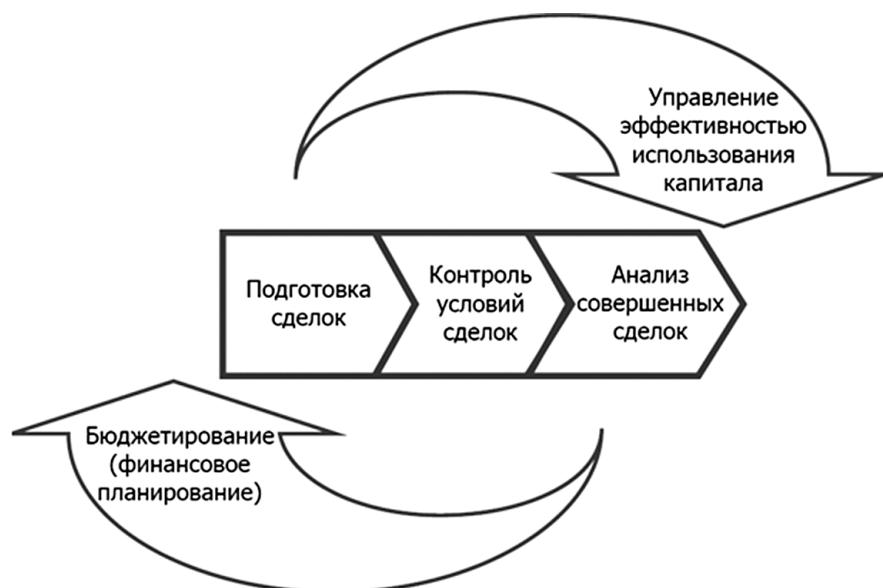 Управление
эффективностью
использования
капитала
Подготовка
сделок
Контроль
условий
сделок
Анализ
совершенных
сделок
Бюджетирование
(финансовое
планирование)